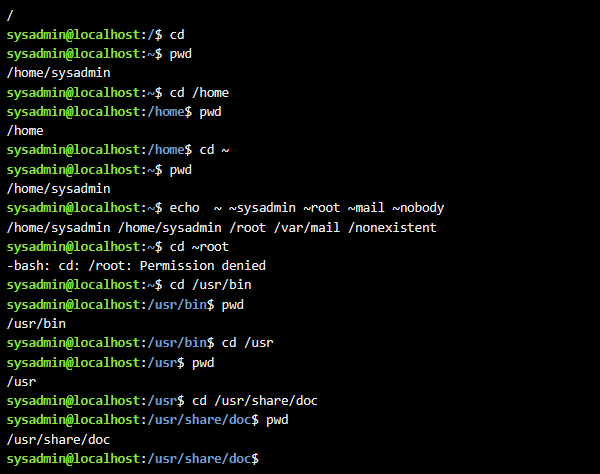 /
sysadmin@localhost:/$ cd
sysadmin@localhost:~$ pwd
/home/sysadmin
sysadmin@localhost:~$ cd /home
sysadmin@localhost:/home$ pwd
/home
sysadmin@localhost:/home$ cd ~
sysadmin@localhost:~$ pwd
/home/sysadmin
sysadmin@localhost:~$ echo  ~ ~sysadmin ~root ~mail ~nobody
/home/sysadmin /home/sysadmin /root /var/mail /nonexistent
sysadmin@localhost:~$ cd ~root
-bash: cd: /root: Permission denied
sysadmin@localhost:~$ cd /usr/bin
sysadmin@localhost:/usr/bin$ pwd
/usr/bin
sysadmin@localhost:/usr/bin$ cd /usr
sysadmin@localhost:/usr$ pwd
/usr
sysadmin@localhost:/usr$ cd /usr/share/doc
sysadmin@localhost:/usr/share/doc$ pwd
/usr/share/doc
sysadmin@localhost:/usr/share/doc$